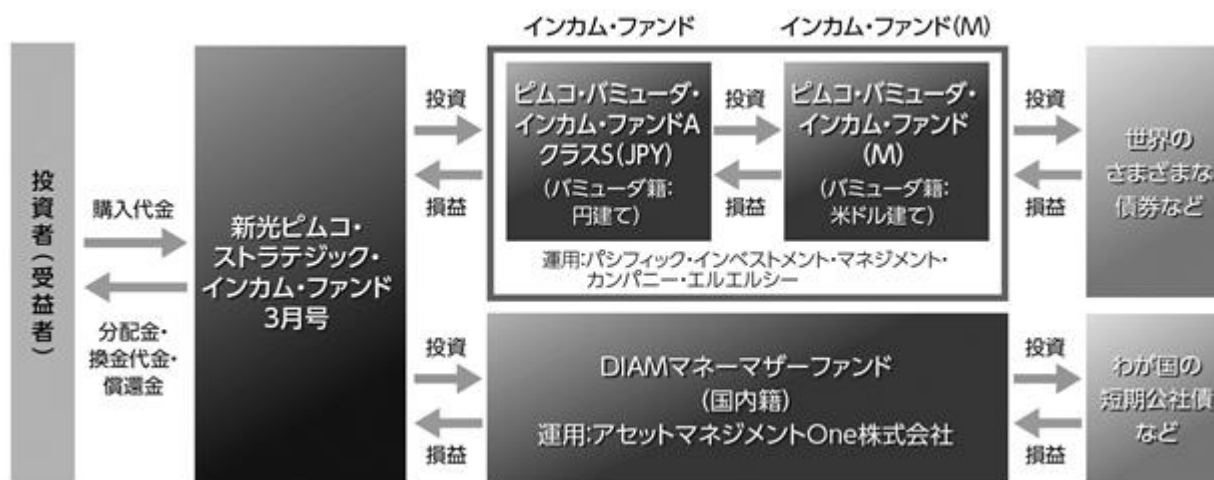 投資者（受益者）
購入代金
分配金・
換金代金・
償還金
新光ピムコ・
ストラテジック・
インカム・ファンド
3月号
投資
損益
インカム・ファンド
ピムコ・バミューダ・
インカム・ファンドA
クラスS（JPY）
（バミューダ籍：
円建て）
投資
損益
インカム・ファンド（M）
ピムコ・バミューダ・
インカム・ファンド
（M）
（バミューダ籍：
米ドル建て）
運用：パシフィック・インベストメント・マネジメント・
カンパニー・エルエルシー
投資
損益
世界の
さまざまな
債券など
投資
損益
DIAMマネーマザーファンド
（国内籍）
運用：アセットマネジメントOne株式会社
投資
損益
わが国の
短期公社債
など